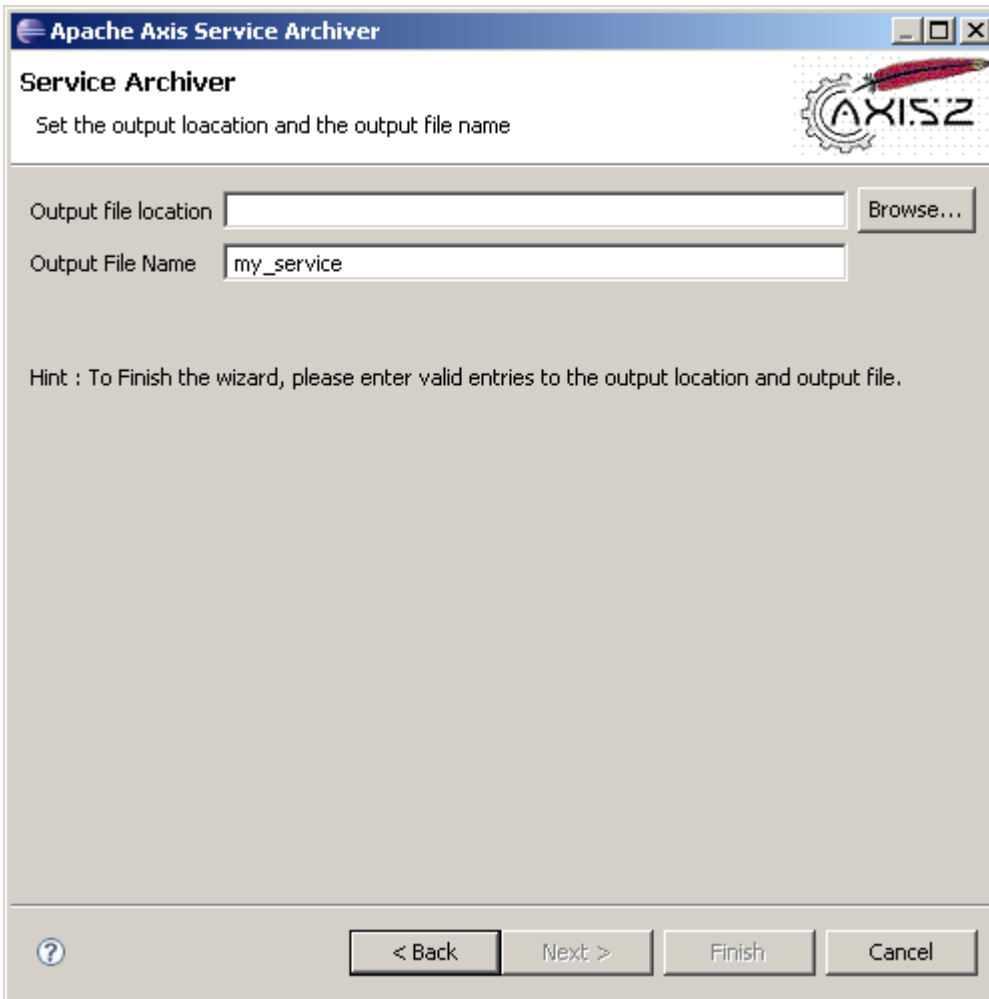 Apache Axis Service Archiver
Service Archiver
Set the output loacation and the output file name
AXIS2
Output file location
Browse...
Output File Name
my_service
Hint : To Finish the wizard, please enter valid entries to the output location and output file.
?
< Back
Next >
Finish
Cancel